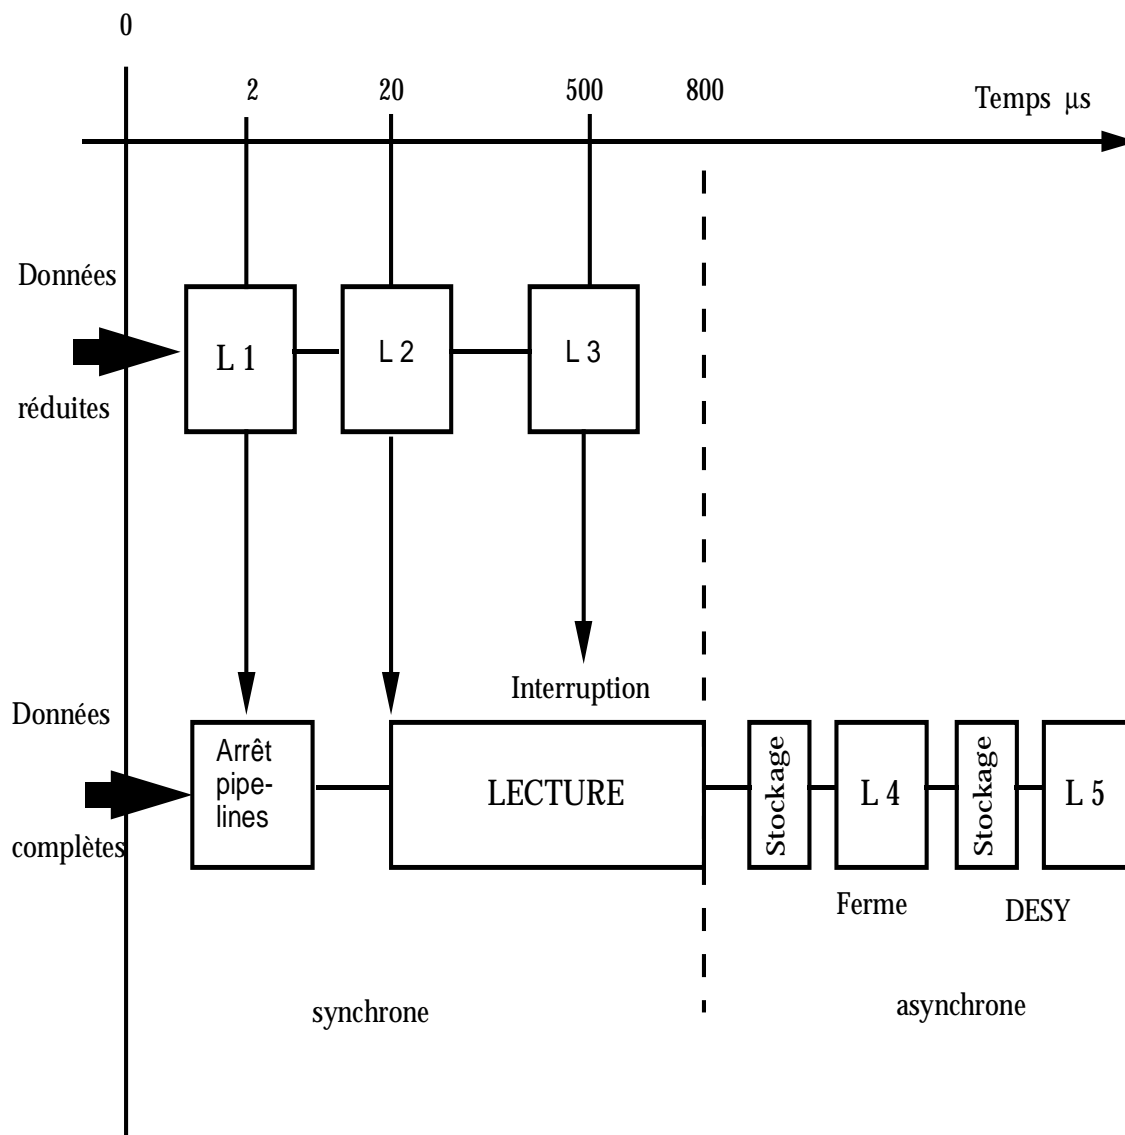 0
2
20
500
800
Temps µs
Données
réduites
L 1
L 2
L 3
Interruption
Données
complètes
Arrêt
pipe-
lines
LECTURE
Stockage
L 4
Stockage
L 5
Ferme
DESY
synchrone
asynchrone